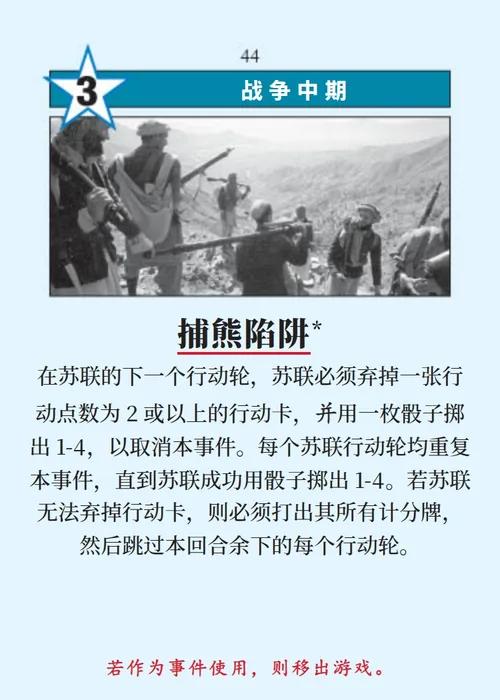 44
3
战争中期
捕熊陷阱*
在苏联的下一个行动轮，苏联必须弃掉一张行
动点数为 2 或以上的行动卡，并用一枚骰子掷
出 1-4，以取消本事件。每个苏联行动轮均重复
本事件，直到苏联成功用骰子掷出 1-4。若苏联
无法弃掉行动卡，则必须打出其所有计分牌，
然后跳过本回合余下的每个行动轮。
若作为事件使用，则移出游戏。